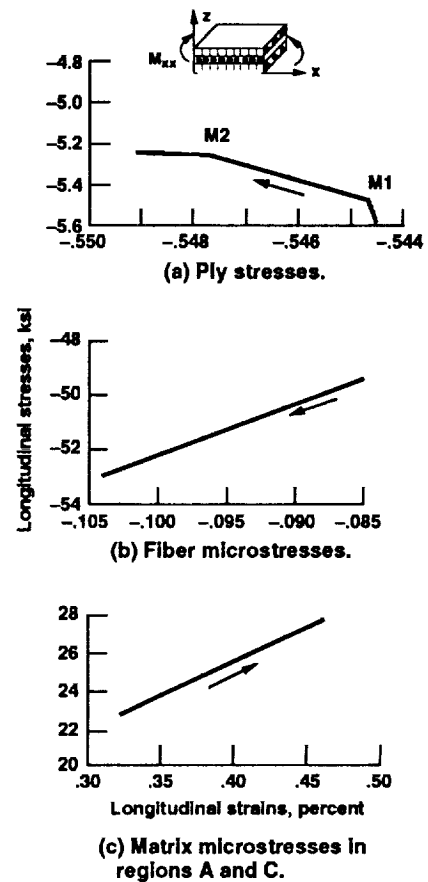 z
Mxx
x
–4.8
–5.0
–5.2
–5.4
–5.6
M2
M1
–.550
–.548
–.546
–.544
(a) Ply stresses.
Longitudinal stresses, ksi
–48
–50
–52
–54
–.105
–.100
–.095
–.090
–.085
(b) Fiber microstresses.
28
26
24
22
20
.30
.35
.40
.45
.50
Longitudinal strains, percent
(c) Matrix microstresses in
regions A and C.